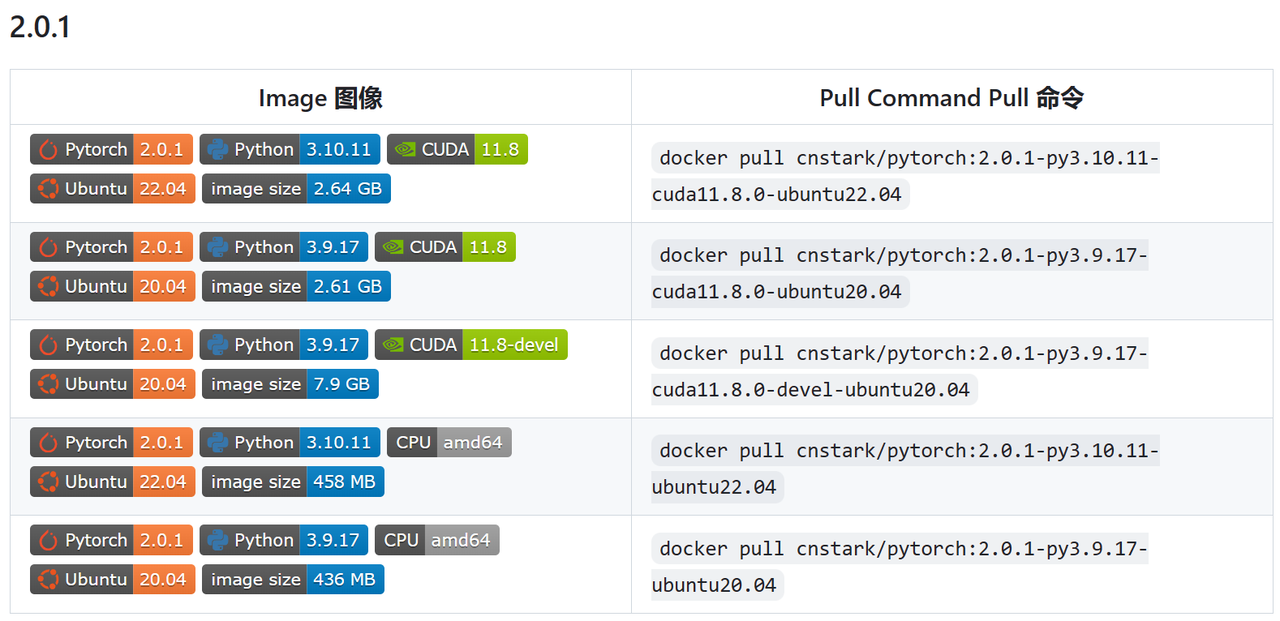 2.0.1
Image 图像
Pull Command Pull 命令
Pytorch 2.0.1 Python 3.10.11 CUDA 11.8
Ubuntu 22.04 image size 2.64 GB
docker pull cnstark/pytorch:2.0.1-py3.10.11-
cuda11.8.0-ubuntu22.04
Pytorch 2.0.1 Python 3.9.17 CUDA 11.8
Ubuntu 20.04 image size 2.61 GB
docker pull cnstark/pytorch:2.0.1-py3.9.17-
cuda11.8.0-ubuntu20.04
Pytorch 2.0.1 Python 3.9.17 CUDA 11.8-devel
Ubuntu 20.04 image size 7.9 GB
docker pull cnstark/pytorch:2.0.1-py3.9.17-
cuda11.8.0-devel-ubuntu20.04
Pytorch 2.0.1 Python 3.10.11 CPU amd64
Ubuntu 22.04 image size 458 MB
docker pull cnstark/pytorch:2.0.1-py3.10.11-
ubuntu22.04
Pytorch 2.0.1 Python 3.9.17 CPU amd64
Ubuntu 20.04 image size 436 MB
docker pull cnstark/pytorch:2.0.1-py3.9.17-
ubuntu20.04